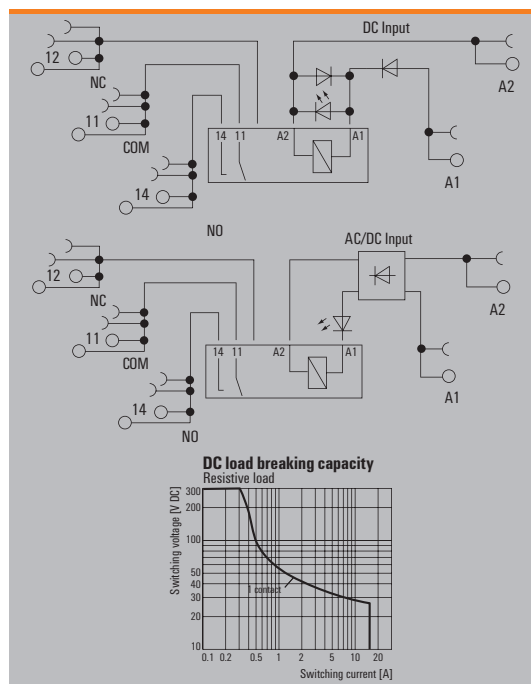 DC Input
12
NC
A2
11
COM
14 11 A2 A1
A1
14
NO
AC/DC Input
12
NC
A2
11
COM
14 11 A2 A1
A1
14
NO
DC load breaking capacity
Resistive load
Switching voltage [V DC]
300
200
100
50
40
30
20
10
1 contact
0.1 0.2 0.5 1 2 5 10 20
Switching current [A]